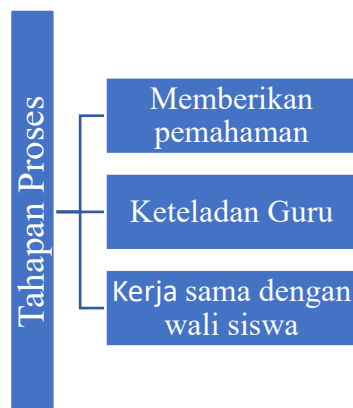 Tahapan Proses
Memberikan
pemahaman
Keteladan Guru
Kerja sama dengan
wali siswa